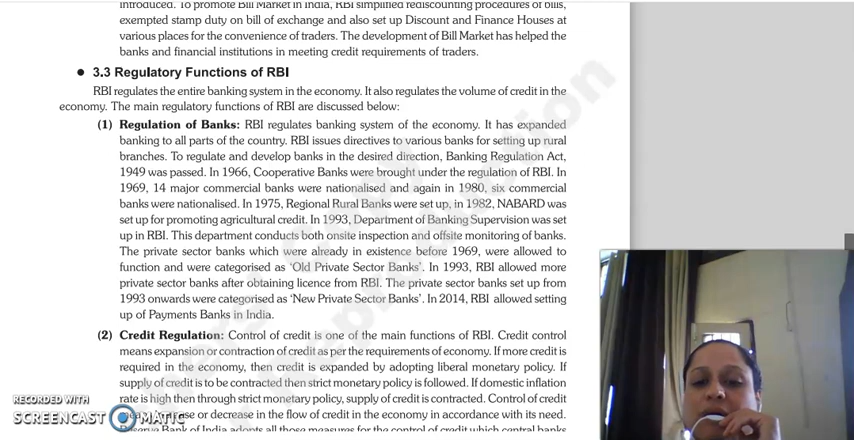 introduced. To promote Bill Market in India, RBI simplified rediscounting procedures of bills,
exempted stamp duty on bill of exchange and also set up Discount and Finance Houses at
various places for the convenience of traders. The development of Bill Market has helped the
banks and financial institutions in meeting credit requirements of traders.
• 3.3 Regulatory Functions of RBI
RBI regulates the entire banking system in the economy. It also regulates the volume of credit in the
economy. The main regulatory functions of RBI are discussed below:
(1) Regulation of Banks: RBI regulates banking system of the economy. It has expanded
banking to all parts of the country. RBI issues directives to various banks for setting up rural
branches. To regulate and develop banks in the desired direction, Banking Regulation Act,
1949 was passed. In 1966, Cooperative Banks were brought under the regulation of RBI. In
1969, 14 major commercial banks were nationalised and again in 1980, six commercial
banks were nationalised. In 1975, Regional Rural Banks were set up, in 1982, NABARD was
set up for promoting agricultural credit. In 1993, Department of Banking Supervision was set
up in RBI. This department conducts both onsite inspection and offsite monitoring of banks.
The private sector banks which were already in existence before 1969, were allowed to
function and were categorised as ‘Old Private Sector Banks’. In 1993, RBI allowed more
private sector banks after obtaining licence from RBI. The private sector banks set up from
1993 onwards were categorised as ‘New Private Sector Banks’. In 2014, RBI allowed setting
up of Payments Banks in India.
(2) Credit Regulation: Control of credit is one of the main functions of RBI. Credit control
means expansion or contraction of credit as per the requirements of economy. If more credit is
required in the economy, then credit is expanded by adopting liberal monetary policy. If
supply of credit is to be contracted then strict monetary policy is followed. If domestic inflation
rate is high then through strict monetary policy, supply of credit is contracted. Control of credit
or decrease in the flow of credit in the economy in accordance with its need.
Reserve Bank of India adopts all those measures for the control of credit which central banks
RECORDED WITH
SCREENCAST MATIC